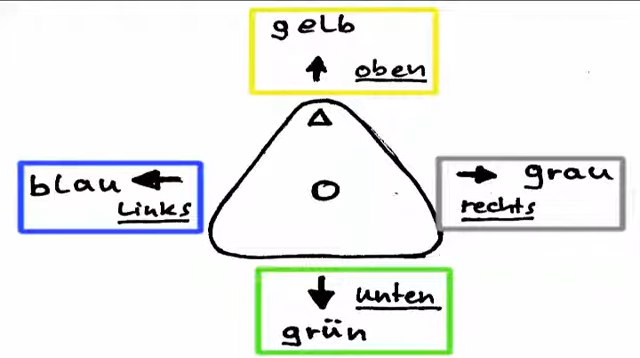 gelb
oben
blau
Links
grau
rechts
unten
grün